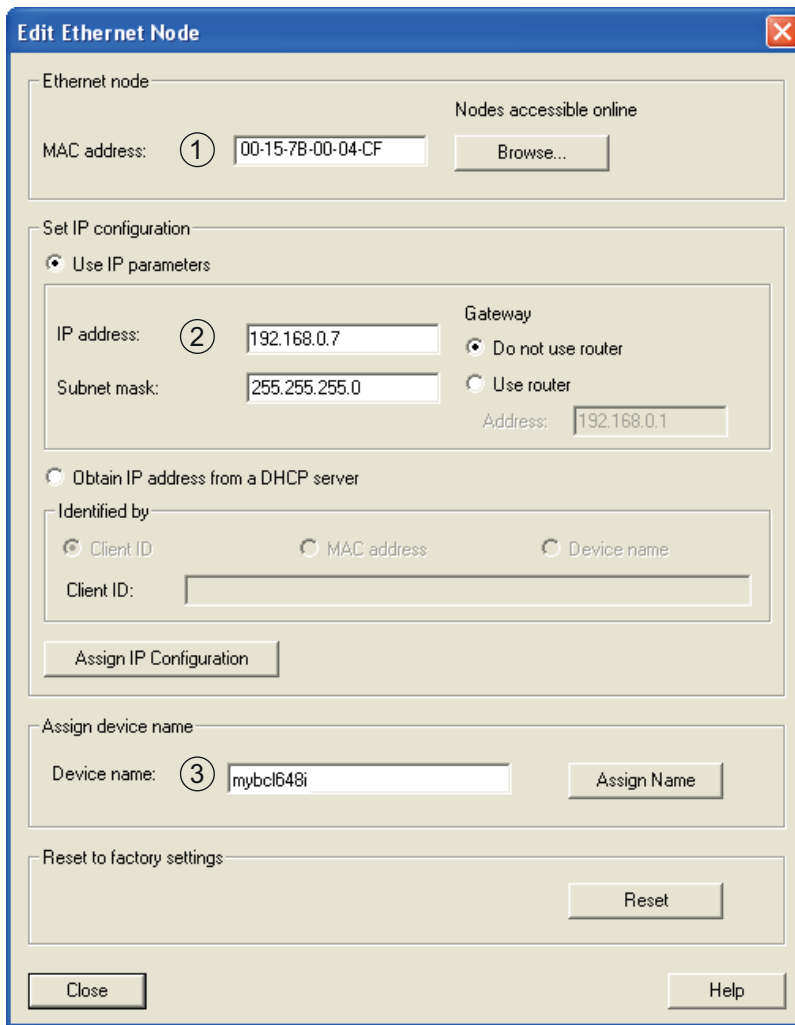 Edit Ethernet Node
Ethernet node
Nodes accessible online
MAC address: 1 00-15-7B-00-04-CF Browse...
Set IP configuration
Use IP parameters
Gateway
IP address: 2 192.168.0.7
Do not use router
Subnet mask: 255.255.255.0 Use router
Address: 192.168.0.1
Obtain IP address from a DHCP server
Identified by
Client ID MAC address Device name
Client ID:
Assign IP Configuration
Assign device name
Device name: 3 mybcl648i Assign Name
Reset to factory settings
Reset
Close Help